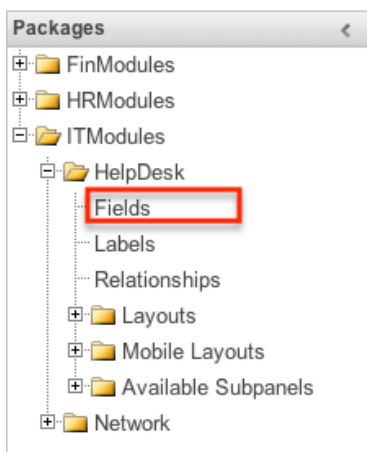 Packages
FinModules
HRModules
ITModules
HelpDesk
Fields
Labels
Relationships
Layouts
Mobile Layouts
Available Subpanels
Network